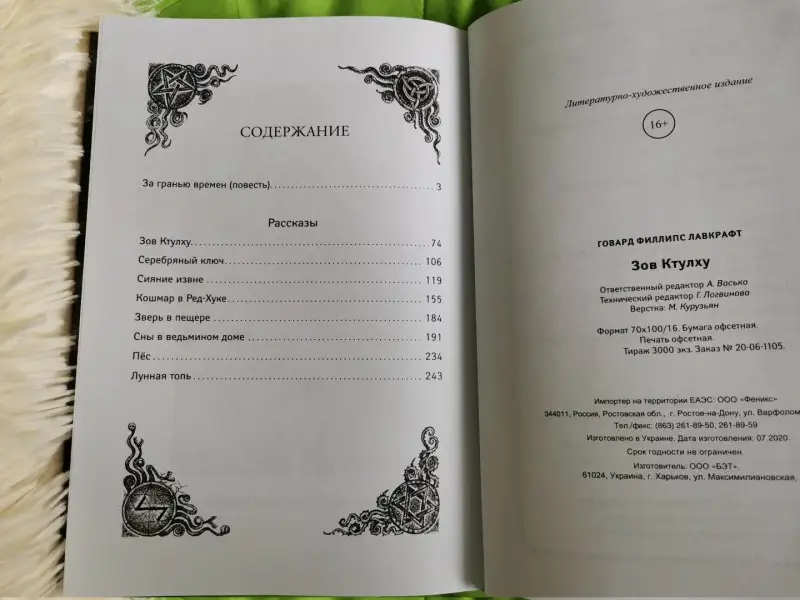 СОДЕРЖАНИЕ
За гранью времен (повесть)........................................ 3
Рассказы
Зов Ктулху........................................ 74
Серебряный ключ........................................ 106
Сияние извне........................................ 119
Кошмар в Ред-Хуке........................................ 155
Зверь в пещере........................................ 184
Сны в ведьмином доме........................................ 191
Пёс........................................ 234
Лунная топь........................................ 243
Литературно-художественное издание
16+
ГОВАРД ФИЛЛИПС ЛАВКРАФТ
Зов Ктулху
Ответственный редактор А. Васько
Технический редактор Г. Логвинова
Верстка: М. Курузьян
Формат 70х100/16. Бумага офсетная.
Печать офсетная.
Тираж 3000 экз. Заказ № 20-06-1105.
Импортер на территории ЕАЭС: ООО «Феникс»
344011, Россия, Ростовская обл., г. Ростов-на-Дону, ул. Варфолом
Тел./факс: (863) 261-89-50, 261-89-59
Изготовлено в Украине. Дата изготовления: 07.2020.
Срок годности не ограничен.
Изготовитель: ООО «БЭТ».
61024, Украина, г. Харьков, ул. Максимилиановская,